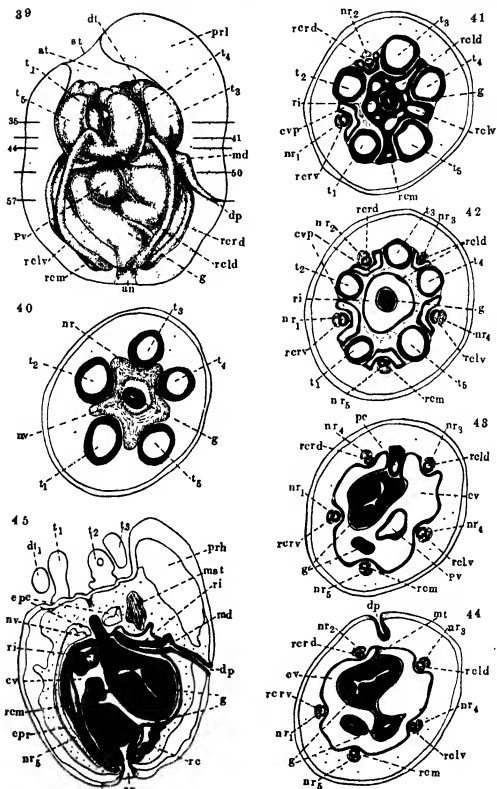 39
st
at
t1
t5
35
44
57
pv
rclv
rcm
an
dt
prl
t4
t3
41
md
50
dp
rcrd
rcld
g
40
nr
t3
t2
t4
nv
g
t1
t5
45
dt1
t1
t2
t3
epc
nv
ri
cv
rcm
epr
nr5
prh
mst
ri
md
dp
g
rc
an
41
nr2
rcrd
t3
rcld
t2
t4
ri
g
cvp
rclv
nr1
rcrv
t1
rcm
t5
42
nr2
rcrd
t3
nr3
rcld
cvp
t2
t4
ri
g
nr1
nr4
rcrv
rclv
t1
t5
nr5
rcm
43
pc
nr4
nr3
rcrd
rcld
nr1
cv
rcrv
nr4
g
rclv
pv
nr5
rcm
44
dp
mt
nr2
nr3
rcrd
rcld
cv
rcrv
nr1
nr4
g
rclv
nr5
rcm